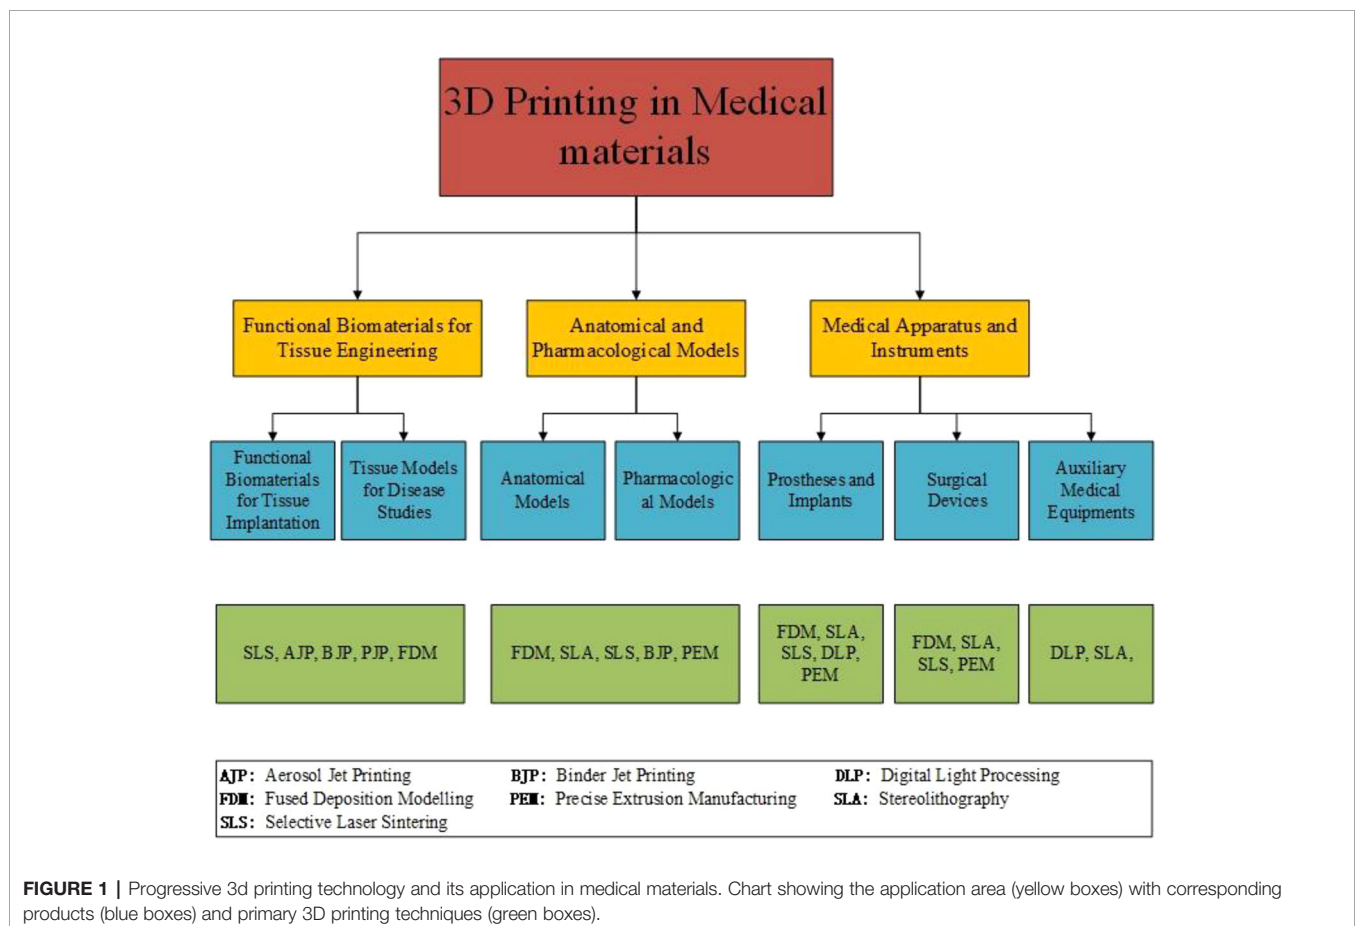 3D Printing in Medical
materials
Functional Biomaterials for
Tissue Engineering
Anatomical and
Pharmacological Models
Medical Apparatus and
Instruments
Functional
Biomaterials
for Tissue
Implantation
Tissue Models
for Disease
Studies
Anatomical
Models
Pharmacologic
al Models
Prostheses and
Implants
Surgical
Devices
Auxiliary
Medical
Equipments
SLS, AJP, BJP, PJP, FDM
FDM, SLA, SLS, BJP, PEM
FDM, SLA,
SLS, DLP,
PEM
FDM, SLA,
SLS, PEM
DLP, SLA,
AJP: Aerosol Jet Printing BJP: Binder Jet Printing DLP: Digital Light Processing
FDM: Fused Deposition Modelling PEM: Precise Extrusion Manufacturing SLA: Stereolithography
SLS: Selective Laser Sintering
FIGURE 1 | Progressive 3d printing technology and its application in medical materials. Chart showing the application area (yellow boxes) with corresponding
products (blue boxes) and primary 3D printing techniques (green boxes).